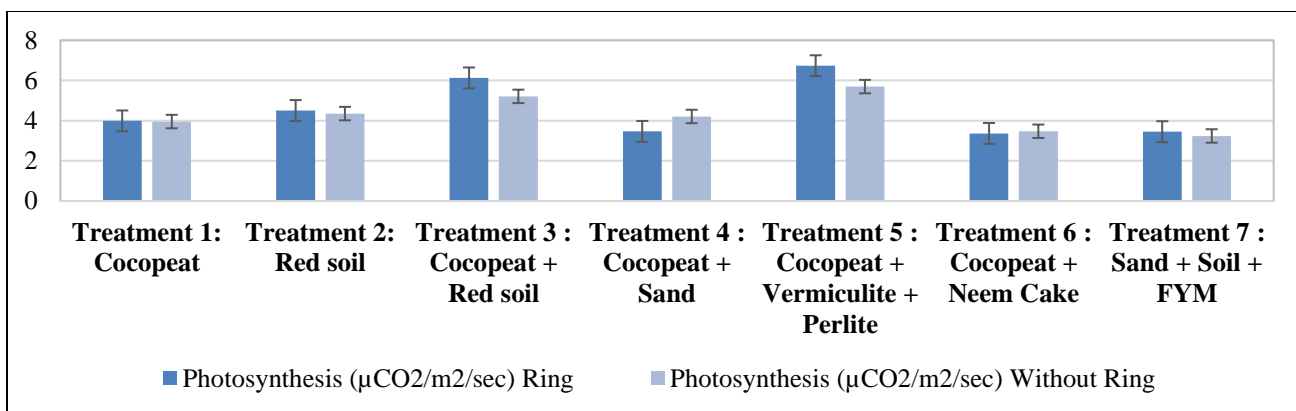 8
6
4
2
0
Treatment 1:
Cocopeat
Treatment 2:
Red soil
Treatment 3 :
Cocopeat +
Red soil
Treatment 4 :
Cocopeat +
Sand
Treatment 5 :
Cocopeat +
Vermiculite +
Perlite
Treatment 6 :
Cocopeat +
Neem Cake
Treatment 7 :
Sand + Soil +
FYM
Photosynthesis (µCO2/m2/sec) Ring
Photosynthesis (µCO2/m2/sec) Without Ring